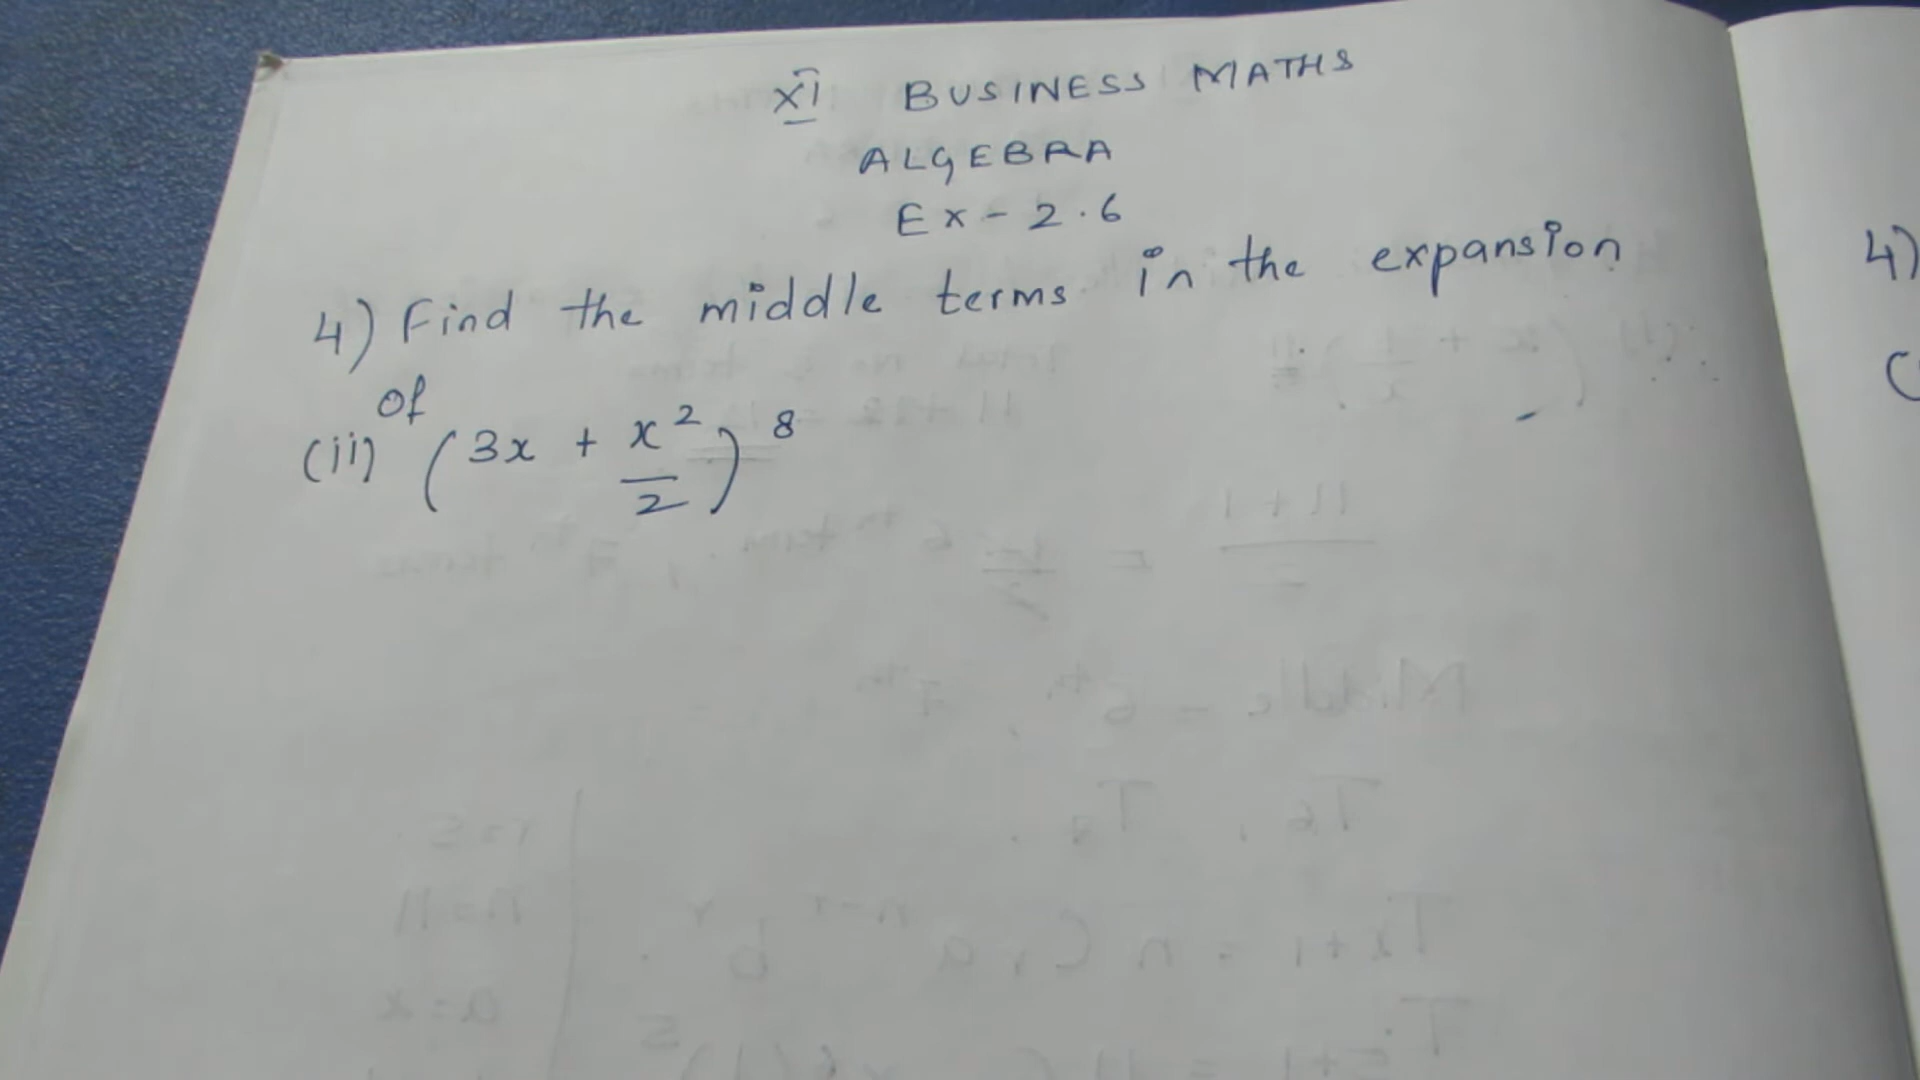 XI BUSINESS MATHS
ALGEBRA
Ex - 2.6
4) Find the middle terms in the expansion
of
(ii) (3x + x²/2)⁸
4)